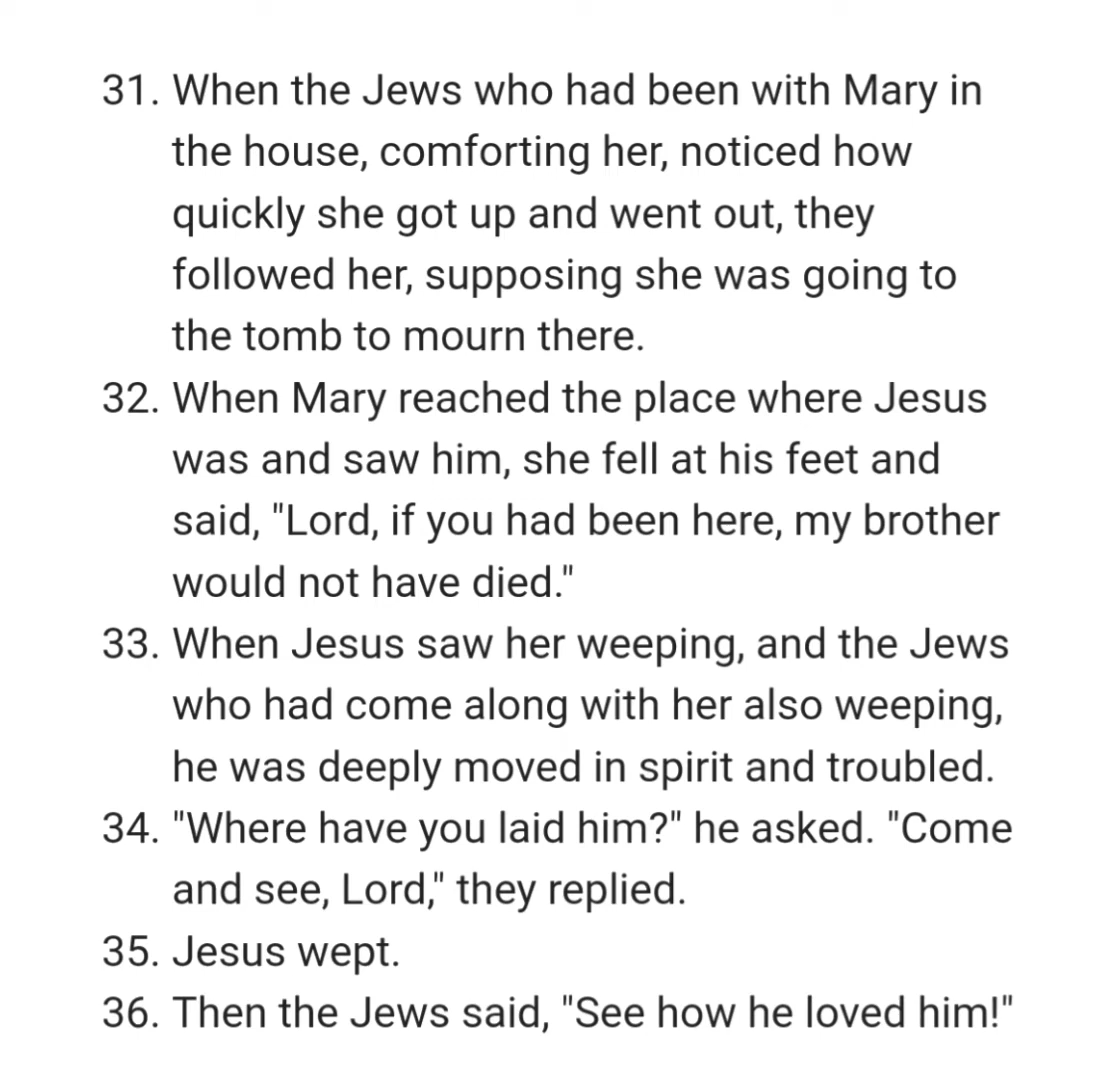 31. When the Jews who had been with Mary in
the house, comforting her, noticed how
quickly she got up and went out, they
followed her, supposing she was going to
the tomb to mourn there.
32. When Mary reached the place where Jesus
was and saw him, she fell at his feet and
said, "Lord, if you had been here, my brother
would not have died."
33. When Jesus saw her weeping, and the Jews
who had come along with her also weeping,
he was deeply moved in spirit and troubled.
34. "Where have you laid him?" he asked. "Come
and see, Lord," they replied.
35. Jesus wept.
36. Then the Jews said, "See how he loved him!"